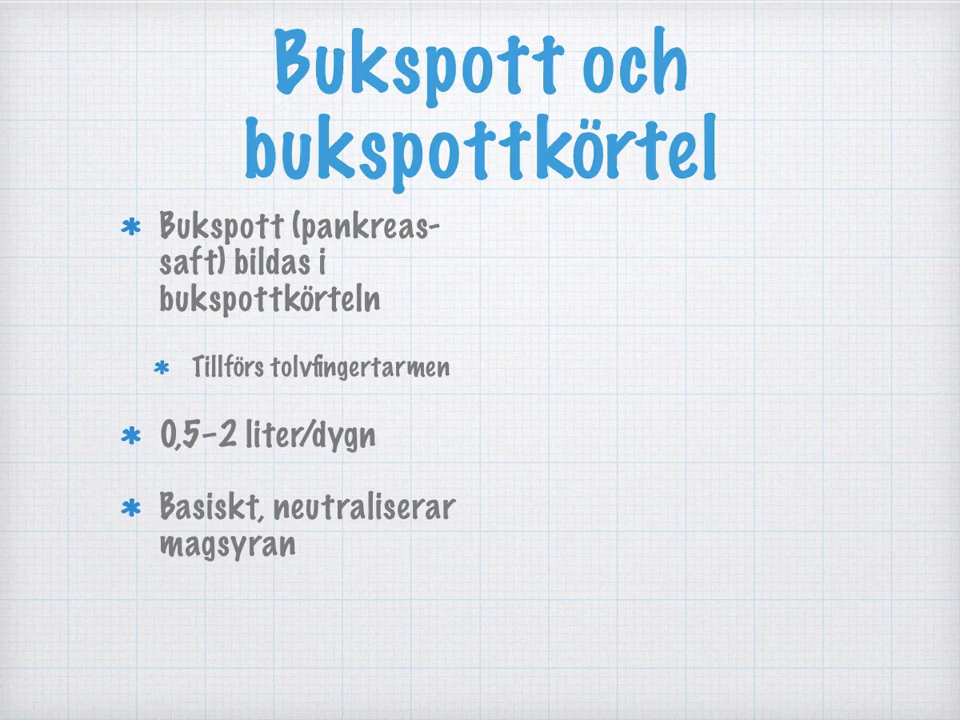 Bukspott och
bukspottkörtel
* Bukspott (pankreas-
saft) bildas i
bukspottkörteln
* Tillförs tolvfingertarmen
* 0,5–2 liter/dygn
* Basiskt, neutraliserar
magsyran